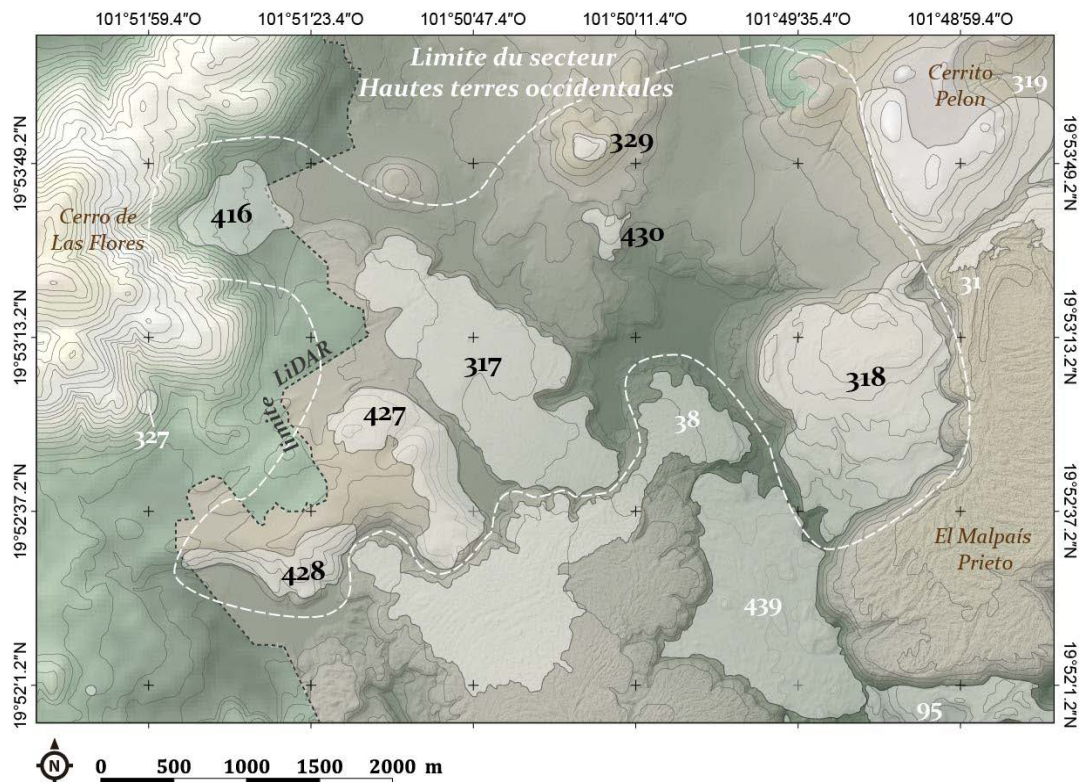 101°51'59.4"O 101°51'23.4"O 101°50'47.4"O 101°50'11.4"O 101°49'35.4"O 101°48'59.4"O
Limite du secteur
Hautes terres occidentales
Cerrito
Pelon
319
329
19°53'49.2"N
19°53'49.2"N
416
Cerro de
Las Flores
430
31
19°53'13.2"N
19°53'13.2"N
317
318
limite LiDAR
427
38
327
19°52'37.2"N
19°52'37.2"N
El Malpaís
Prieto
428
439
19°52'1.2"N
19°52'1.2"N
95
N
0 500 1000 1500 2000 m